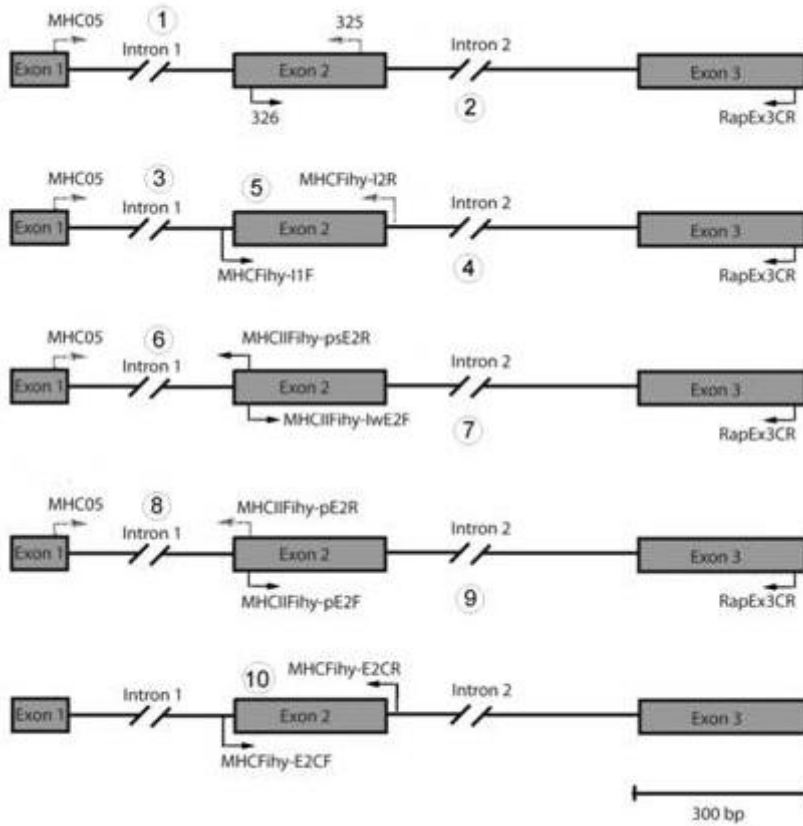 MHC05
1
Intron 1
325
Intron 2
Exon 1
Exon 2
Exon 3
326
2
RapEx3CR
MHC05
3
Intron 1
5
MHCFihy-I2R
Intron 2
Exon 1
Exon 2
Exon 3
MHCFihy-I1F
4
RapEx3CR
MHC05
6
Intron 1
MHCIIFihy-psE2R
Intron 2
Exon 1
Exon 2
Exon 3
MHCIIFihy-IwE2F
7
RapEx3CR
MHC05
8
Intron 1
MHCIIFihy-pE2R
Intron 2
Exon 1
Exon 2
Exon 3
MHCIIFihy-pE2F
9
RapEx3CR
Intron 1
10
MHCFihy-E2CR
Intron 2
Exon 1
Exon 2
Exon 3
MHCFihy-E2CF
300 bp